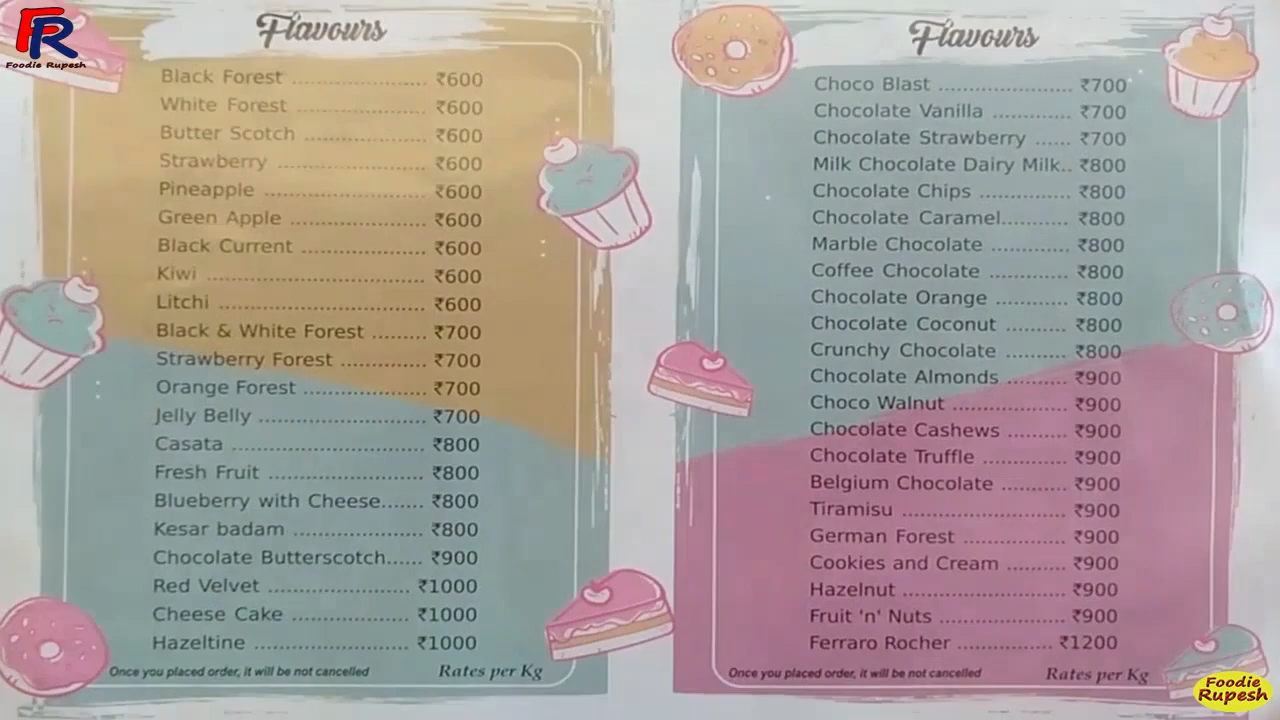 FR
Foodie Rupesh
Flavours
Black Forest ................... ₹600
White Forest ................... ₹600
Butter Scotch ................. ₹600
Strawberry ..................... ₹600
Pineapple ....................... ₹600
Green Apple ................... ₹600
Black Current ................. ₹600
Kiwi ................................ ₹600
Litchi .............................. ₹600
Black & White Forest ........ ₹700
Strawberry Forest ............ ₹700
Orange Forest ................. ₹700
Jelly Belly ....................... ₹700
Casata ........................... ₹800
Fresh Fruit ..................... ₹800
Blueberry with Cheese....... ₹800
Kesar badam .................. ₹800
Chocolate Butterscotch...... ₹900
Red Velvet ..................... ₹1000
Cheese Cake ................. ₹1000
Hazeltine ...................... ₹1000
Once you placed order, it will be not cancelled Rates per Kg
Flavours
Choco Blast ...................... ₹700
Chocolate Vanilla ............. ₹700
Chocolate Strawberry ...... ₹700
Milk Chocolate Dairy Milk.. ₹800
Chocolate Chips ............... ₹800
Chocolate Caramel........... ₹800
Marble Chocolate ............. ₹800
Coffee Chocolate ............. ₹800
Chocolate Orange ............ ₹800
Chocolate Coconut .......... ₹800
Crunchy Chocolate .......... ₹800
Chocolate Almonds .......... ₹900
Choco Walnut .................. ₹900
Chocolate Cashews .......... ₹900
Chocolate Truffle .............. ₹900
Belgium Chocolate ........... ₹900
Tiramisu ........................... ₹900
German Forest ................. ₹900
Cookies and Cream .......... ₹900
Hazelnut .......................... ₹900
Fruit 'n' Nuts ..................... ₹900
Ferraro Rocher ................ ₹1200
Once you placed order, it will be not cancelled Rates per Kg
Foodie
Rupesh